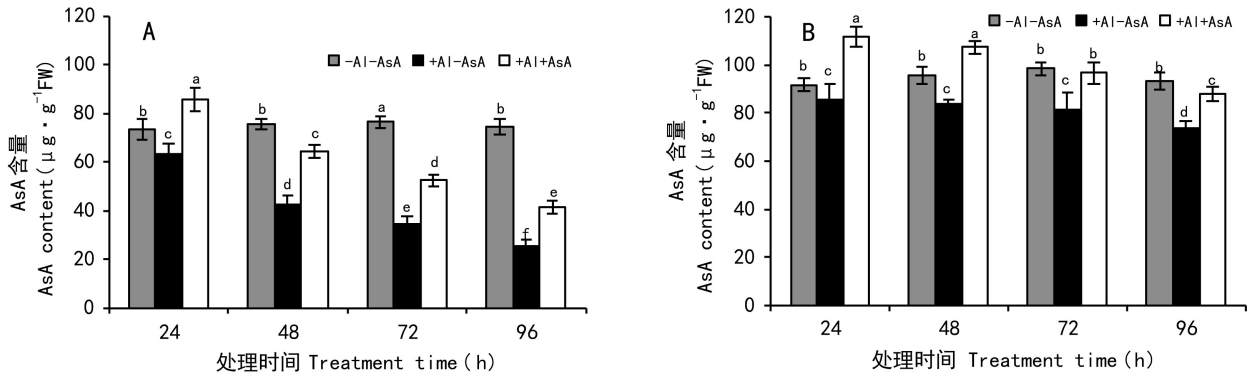 A
AsA 含量
AsA content(μg·g⁻¹FW)
120
100
80
60
40
20
0
-Al-AsA +Al-AsA +Al+AsA
b c a
b d c
a e d
b f e
24 48 72 96
处理时间 Treatment time(h)
B
AsA 含量
AsA content(μg·g⁻¹FW)
120
100
80
60
40
20
0
-Al-AsA +Al-AsA +Al+AsA
b c a
b c a
b c b
b d c
24 48 72 96
处理时间 Treatment time(h)